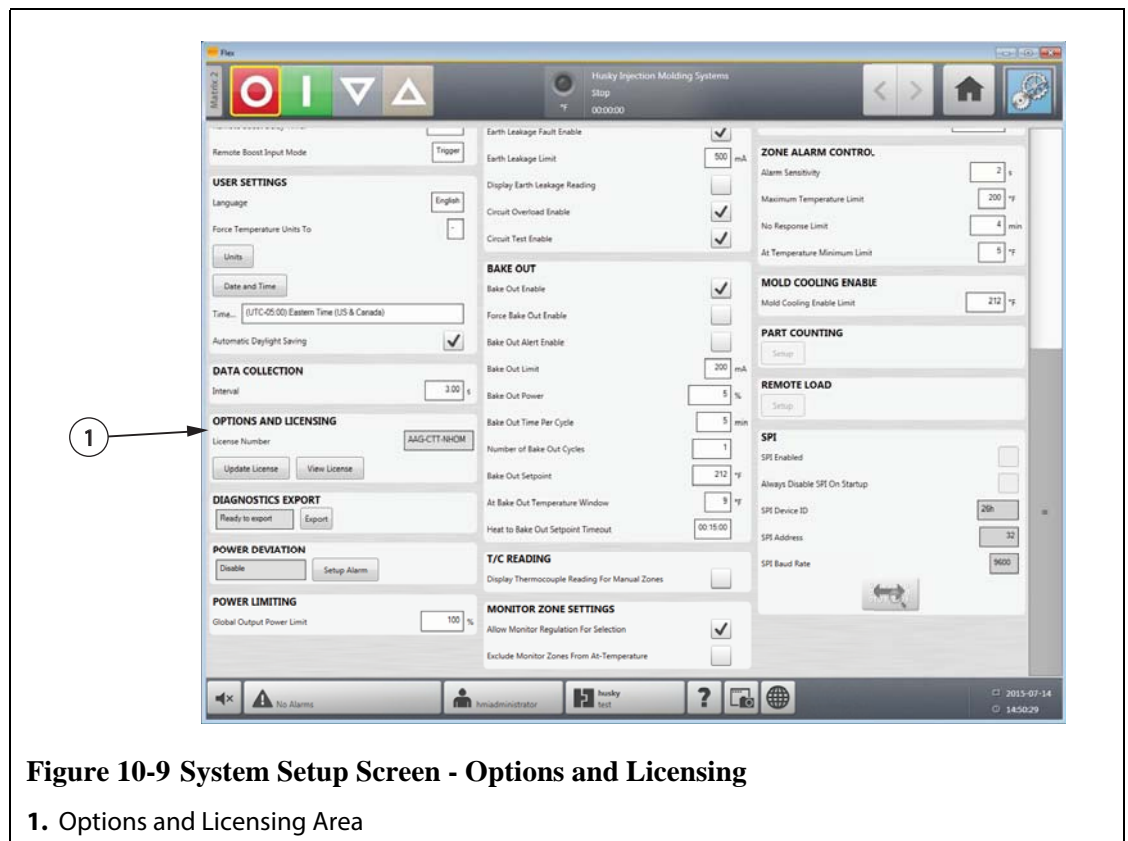 Flex
Matrix 2
Husky Injection Molding Systems
Stop
°F 00:00:00
Remote Boost Input Mode Trigger
USER SETTINGS
Language English
Force Temperature Units To -
Units
Date and Time
Time... (UTC-05:00) Eastern Time (US & Canada)
Automatic Daylight Saving
DATA COLLECTION
Interval 3.00 s
OPTIONS AND LICENSING
License Number AAG-CTT-NHOM
Update License View License
DIAGNOSTICS EXPORT
Ready to export Export
POWER DEVIATION
Disable Setup Alarm
POWER LIMITING
Global Output Power Limit 100 %
Earth Leakage Fault Enable
Earth Leakage Limit 500 mA
Display Earth Leakage Reading
Circuit Overload Enable
Circuit Test Enable
BAKE OUT
Bake Out Enable
Force Bake Out Enable
Bake Out Alert Enable
Bake Out Limit 200 mA
Bake Out Power 5 %
Bake Out Time Per Cycle 5 min
Number of Bake Out Cycles 1
Bake Out Setpoint 212 °F
At Bake Out Temperature Window 9 °F
Heat to Bake Out Setpoint Timeout 00:15:00
T/C READING
Display Thermocouple Reading For Manual Zones
MONITOR ZONE SETTINGS
Allow Monitor Regulation For Selection
Exclude Monitor Zones From At-Temperature
ZONE ALARM CONTROL
Alarm Sensitivity 2 s
Maximum Temperature Limit 200 °F
No Response Limit 4 min
At Temperature Minimum Limit 5 °F
MOLD COOLING ENABLE
Mold Cooling Enable Limit 212 °F
PART COUNTING
Setup
REMOTE LOAD
Setup
SPI
SPI Enabled
Always Disable SPI On Startup
SPI Device ID 26h
SPI Address 32
SPI Baud Rate 9600
1
No Alarms
hmiadministrator
husky
test
?
2015-07-14
14:50:29
Figure 10-9 System Setup Screen - Options and Licensing
1. Options and Licensing Area